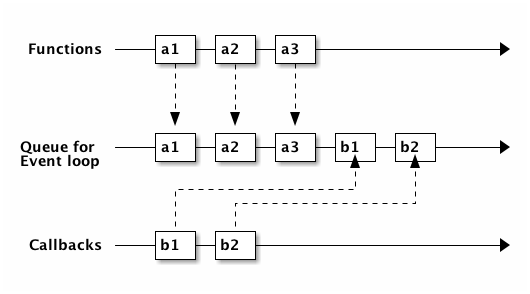 Functions a1 a2 a3
Queue for
Event loop a1 a2 a3 b1 b2
Callbacks b1 b2